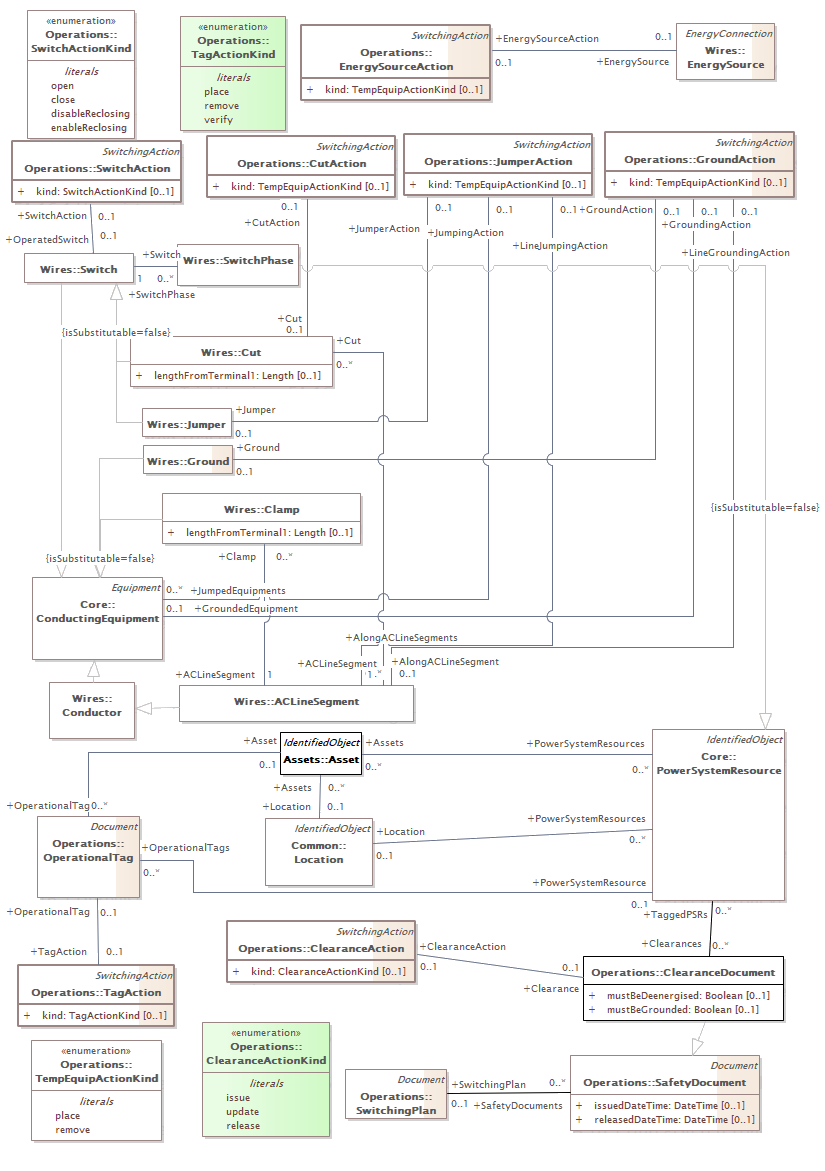 «enumeration»
Operations::
SwitchActionKind
literals
open
close
disableReclosing
enableReclosing
«enumeration»
Operations::
TagActionKind
literals
place
remove
verify
SwitchingAction
Operations::
EnergySourceAction
+ kind: TempEquipActionKind [0..1]
+EnergySourceAction
0..1
0..1
+EnergySource
EnergyConnection
Wires::
EnergySource
SwitchingAction
Operations::SwitchAction
+ kind: SwitchActionKind [0..1]
SwitchingAction
Operations::CutAction
+ kind: TempEquipActionKind [0..1]
SwitchingAction
Operations::JumperAction
+ kind: TempEquipActionKind [0..1]
SwitchingAction
Operations::GroundAction
+ kind: TempEquipActionKind [0..1]
+SwitchAction 0..1
+OperatedSwitch 0..1
0..1
+CutAction
0..1
+JumperAction
0..1
+JumpingAction
0..1
+LineJumpingAction
+GroundAction 0..1
0..1
+GroundingAction
0..1
+LineGroundingAction
Wires::Switch
+Switch
1 0..*
+SwitchPhase
Wires::SwitchPhase
{isSubstitutable=false}
+Cut
0..1
Wires::Cut
+ lengthFromTerminal1: Length [0..1]
+Cut
0..*
Wires::Jumper
+Jumper
0..1
Wires::Ground
+Ground
0..1
Wires::Clamp
+ lengthFromTerminal1: Length [0..1]
{isSubstitutable=false}
+Clamp 0..*
{isSubstitutable=false}
Equipment
Core::
ConductingEquipment
0..* +JumpedEquipments
0..1 +GroundedEquipment
+AlongACLineSegments
+ACLineSegment
+AlongACLineSegment
+ACLineSegment 1
1
..*
0..1
Wires::
Conductor
Wires::ACLineSegment
+Asset
0..1
IdentifiedObject
Assets::Asset
+Assets
0..*
+PowerSystemResources
0..*
IdentifiedObject
Core::
PowerSystemResource
+Assets 0..*
+Location 0..1
+OperationalTag 0..*
Document
Operations::
OperationalTag
+OperationalTags
0..*
IdentifiedObject
Common::
Location
+Location
0..1
+PowerSystemResources
0..*
+PowerSystemResource
0..1
+TaggedPSRs 0..*
+Clearances 0..*
+OperationalTag 0..1
+TagAction 0..1
SwitchingAction
Operations::ClearanceAction
+ kind: ClearanceActionKind [0..1]
+ClearanceAction
0..1
0..1
+Clearance
Operations::ClearanceDocument
+ mustBeDeenergised: Boolean [0..1]
+ mustBeGrounded: Boolean [0..1]
SwitchingAction
Operations::TagAction
+ kind: TagActionKind [0..1]
«enumeration»
Operations::
TempEquipActionKind
literals
place
remove
«enumeration»
Operations::
ClearanceActionKind
literals
issue
update
release
Document
Operations::
SwitchingPlan
+SwitchingPlan 0..*
0..1 +SafetyDocuments
Document
Operations::SafetyDocument
+ issuedDateTime: DateTime [0..1]
+ releasedDateTime: DateTime [0..1]